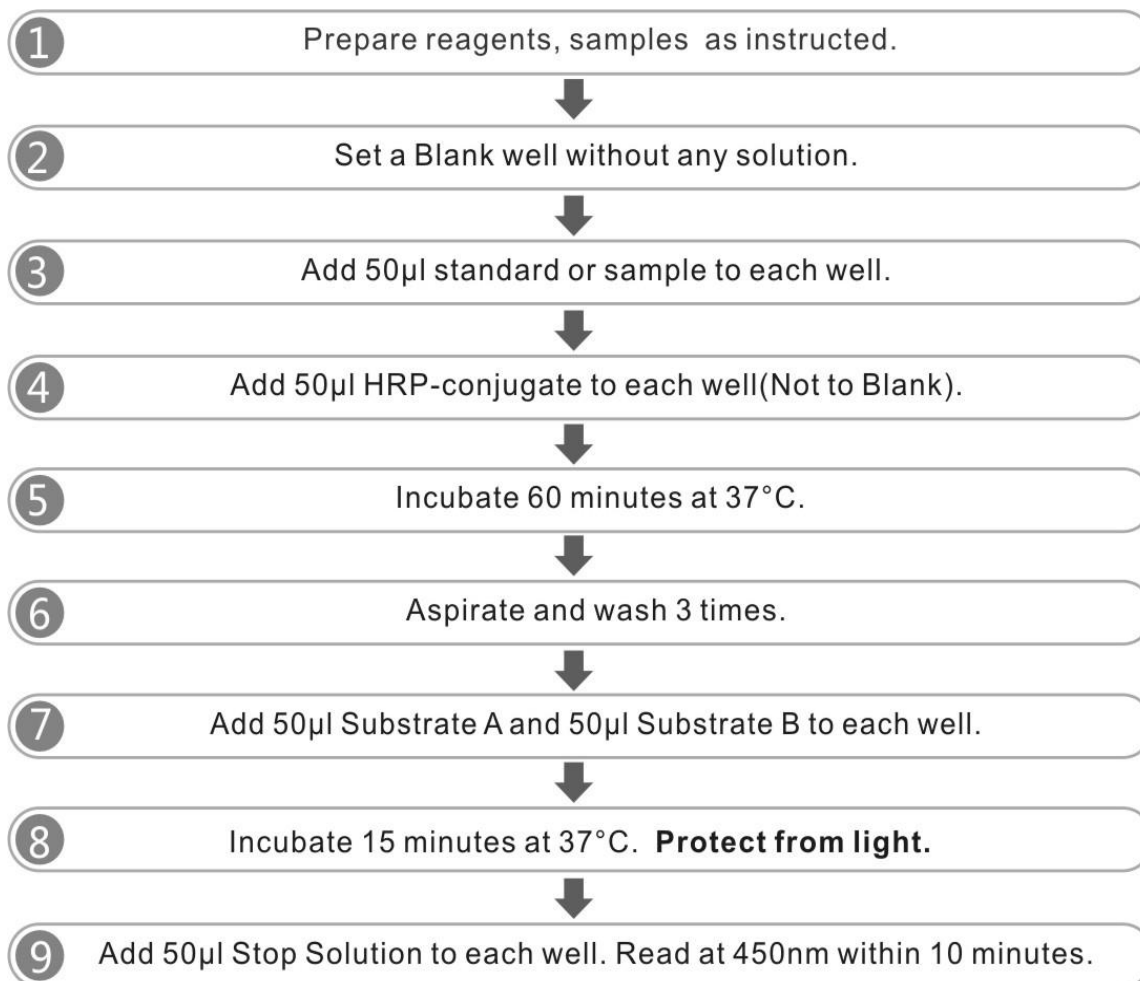 1 Prepare reagents, samples as instructed.
2 Set a Blank well without any solution.
3 Add 50µl standard or sample to each well.
4 Add 50µl HRP-conjugate to each well(Not to Blank).
5 Incubate 60 minutes at 37°C.
6 Aspirate and wash 3 times.
7 Add 50µl Substrate A and 50µl Substrate B to each well.
8 Incubate 15 minutes at 37°C. Protect from light.
9 Add 50µl Stop Solution to each well. Read at 450nm within 10 minutes.